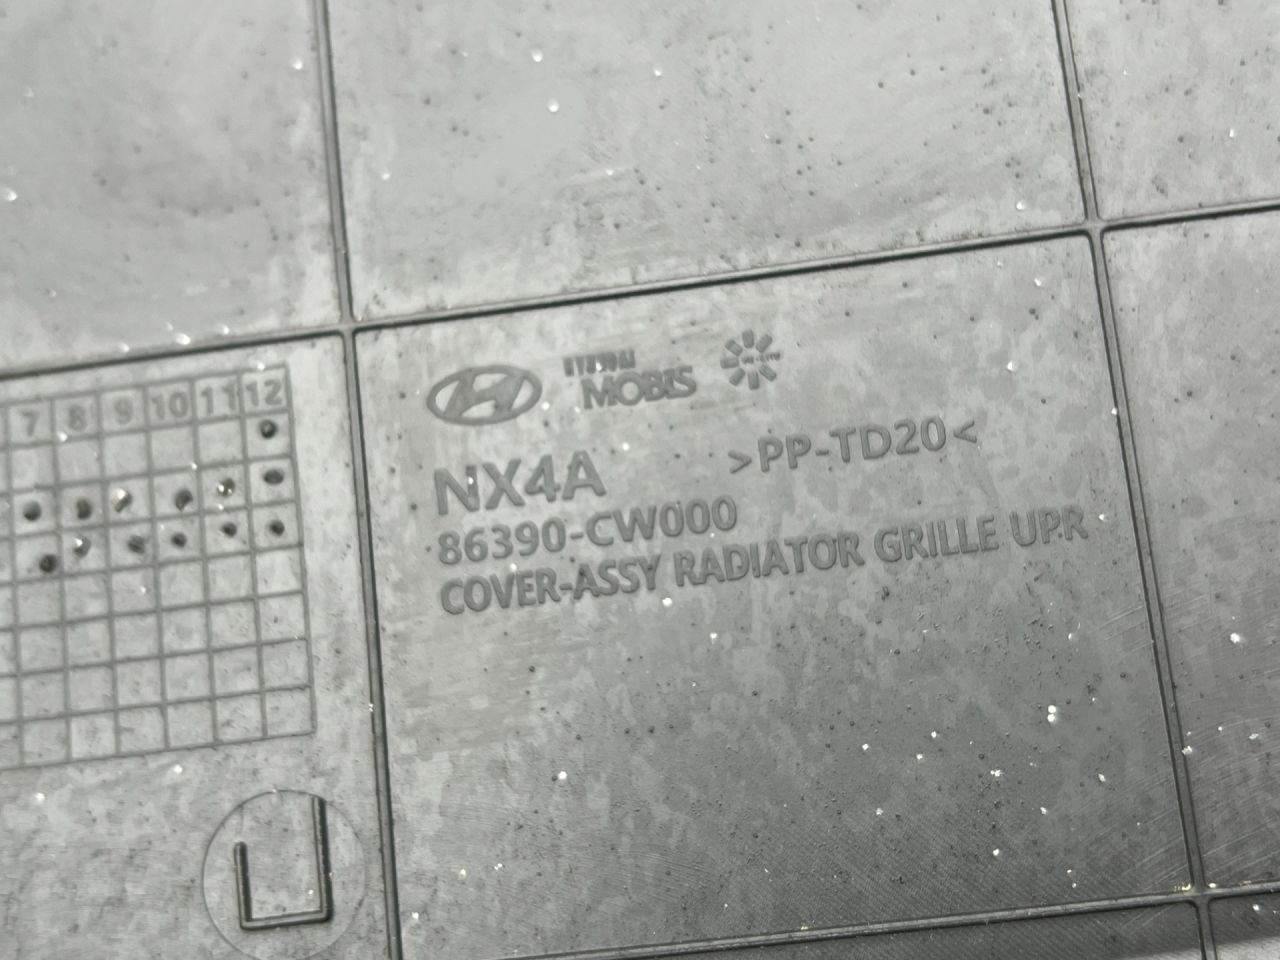 7 8 9 10 11 12
MOBIS
NX4A
>PP-TD20<
86390-CW000
COVER-ASSY RADIATOR GRILLE UPR